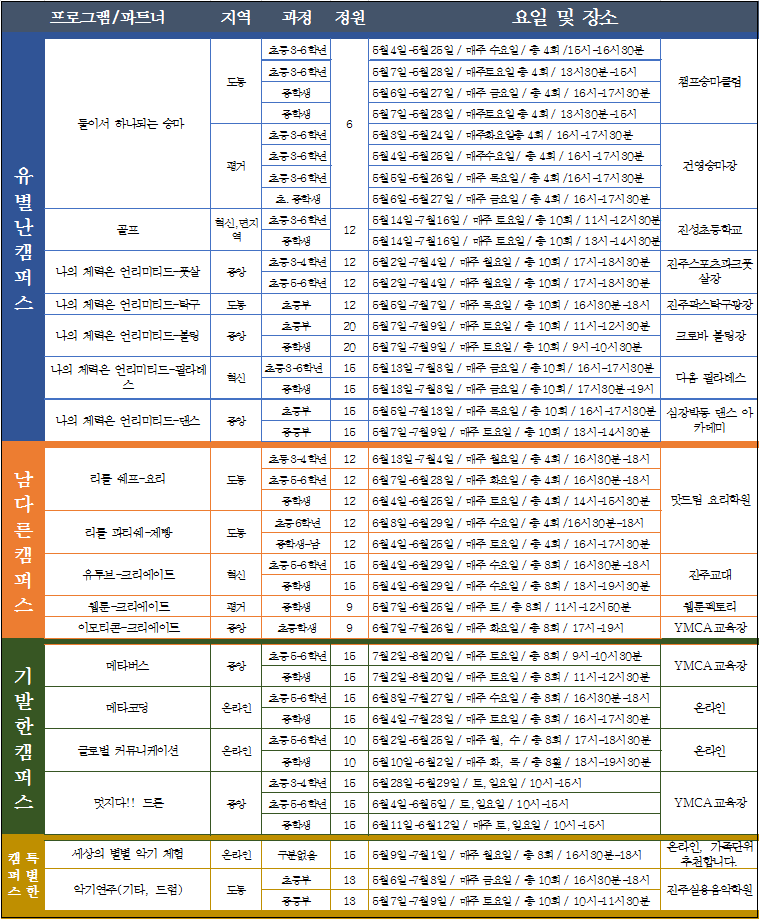 프로그램/파트너 지역 과정 정원 요일 및 장소
유별난캠퍼스
둘이서 하나되는 승마 도동 초등3-6학년 6 5월4일-5월25일 / 매주 수요일 / 총 4회 /15시-16시30분 캠프승마클럽
초등3-6학년 5월7일-5월28일 / 매주토요일 총 4회 / 13시30분-15시
중학생 5월6일-5월27일 / 매주 금요일 / 총 4회 / 16시-17시30분
중학생 5월7일-5월28일 / 매주토요일 총 4회 / 13시30분-15시
평거 초등3-6학년 5월3일-5월24일 / 매주화요일총 4회 / 16시-17시30분 건영승마장
초등3-6학년 5월4일-5월25일 / 매주수요일 / 총 4회 / 16시-17시30분
초등3-6학년 5월5일-5월26일 / 매주 목요일 / 총 4회 /16시-17시30분
초. 중학생 5월6일-5월27일 / 매주 금요일 / 총 4회 / 16시-17시30분
골프 혁신,면지역 초등3-6학년 12 5월14일-7월16일 / 매주 토요일 / 총 10회 / 11시-12시30분 진성초등학교
중학생 5월14일-7월16일 / 매주 토요일 / 총 10회 / 13시-14시30분
나의 체력은 언리미티드-풋살 중앙 초등3-4학년 12 5월2일-7월4일 / 매주 월요일 / 총 10회 / 17시-18시30분 진주스포츠파크풋살장
초등5-6학년 12 5월2일-7월4일 / 매주 월요일 / 총 10회 / 17시-18시30분
나의 체력은 언리미티드-탁구 도동 초등부 12 5월5일-7월7일 / 매주 목요일 / 총 10회 / 16시30분-18시 진주팍스탁구광장
나의 체력은 언리미티드-볼링 중앙 초등부 20 5월7일-7월9일 / 매주 토요일 / 총 10회 / 11시-12시30분 크로바 볼링장
중학생 20 5월7일-7월9일 / 매주 토요일 / 총 10회 / 9시-10시30분
나의 체력은 언리미티드-필라테스 혁신 초등3-6학년 15 5월13일-7월8일 / 매주 금요일 / 총10회 / 16시-17시30분 다움 필라테스
중학생 15 5월13일-7월8일 / 매주 금요일 / 총10회 / 17시30분-19시
나의 체력은 언리미티드-댄스 중앙 초등부 15 5월5일-7월13일 / 매주 목요일 / 총 10회 / 16시-17시30분 심장박동 댄스 아카데미
중등부 15 5월7일-7월9일 / 매주 토요일 / 총 10회 / 13시-14시30분
남다른캠퍼스
리틀 쉐프-요리 도동 초등3-4학년 12 6월13일-7월4일 / 매주 월요일 / 총 4회 / 16시30분-18시 맛드림 요리학원
초등5-6학년 12 6월7일-6월28일 / 매주 화요일 / 총 4회 / 16시30분-18시
중학생 12 6월4일-6월25일 / 매주 토요일 / 총 4회 / 14시-15시30분
리틀 파티쉐-제빵 도동 초등6학년 12 6월8일-6월29일 / 매주 수요일 / 총 4회 /16시30분-18시
중학생-남 12 6월4일-6월25일 / 매주 토요일 / 총 4회 / 16시-17시30분
유튜브-크리에이트 혁신 초등5-6학년 15 5월4일-6월29일 / 매주 수요일 / 총 8회 / 16시30분-18시 진주교대
중학생 15 5월4일-6월29일 / 매주 수요일 / 총 8회 / 18시-19시30분
웹툰-크리에이트 평거 중학생 9 5월7일-6월25일 / 매주 토 / 총 8회 / 11시-12시50분 웹툰팩토리
이모티콘-크리에이트 중앙 초등학생 9 6월7일-7월26일 / 매주 화요일 / 총 8회 / 17시-19시 YMCA교육장
기발한캠퍼스
메타버스 중앙 초등5-6학년 15 7월2일-8월20일 / 매주 토요일 / 총 8회 / 9시-10시30분 YMCA교육장
중학생 15 7월2일-8월20일 / 매주 토요일 / 총 8회 / 11시-12시30분
메타코딩 온라인 초등5-6학년 15 6월8일-7월27일 / 매주 수요일 / 총 8회 / 16시30분-18시 온라인
중학생 15 6월4일-7월23일 / 매주 토요일 / 총 8회 / 16시-17시30분
글로벌 커뮤니케이션 온라인 초등5-6학년 10 5월2일-5월25일 / 매주 월, 수 / 총 8회 / 17시-18시30분 온라인
중학생 10 5월10일-6월2일 / 매주 화, 목 / 총 8회 / 18시-19시30분
멋지다!! 드론 중앙 초등3-4학년 15 5월28일-5월29일 / 토,일요일 / 10시-15시 YMCA교육장
초등5-6학년 15 6월4일-6월5일 / 토,일요일 / 10시-15시
중학생 15 6월11일-6월12일 / 매주 토,일요일 / 10시-15시
특별한캠퍼스
세상의 별별 악기 체험 온라인 구분없음 15 5월9일-7월1일 / 매주 월요일 / 총 8회 / 16시30분-18시 온라인, 가족단위 추천합니다.
악기연주(기타, 드럼) 도동 초등부 13 5월6일-7월8일 / 매주 금요일 / 총 10회 / 16시30분-18시 진주실용음악학원
중등부 13 5월7일-7월9일 / 매주 토요일 / 총 10회 / 10시-11시30분